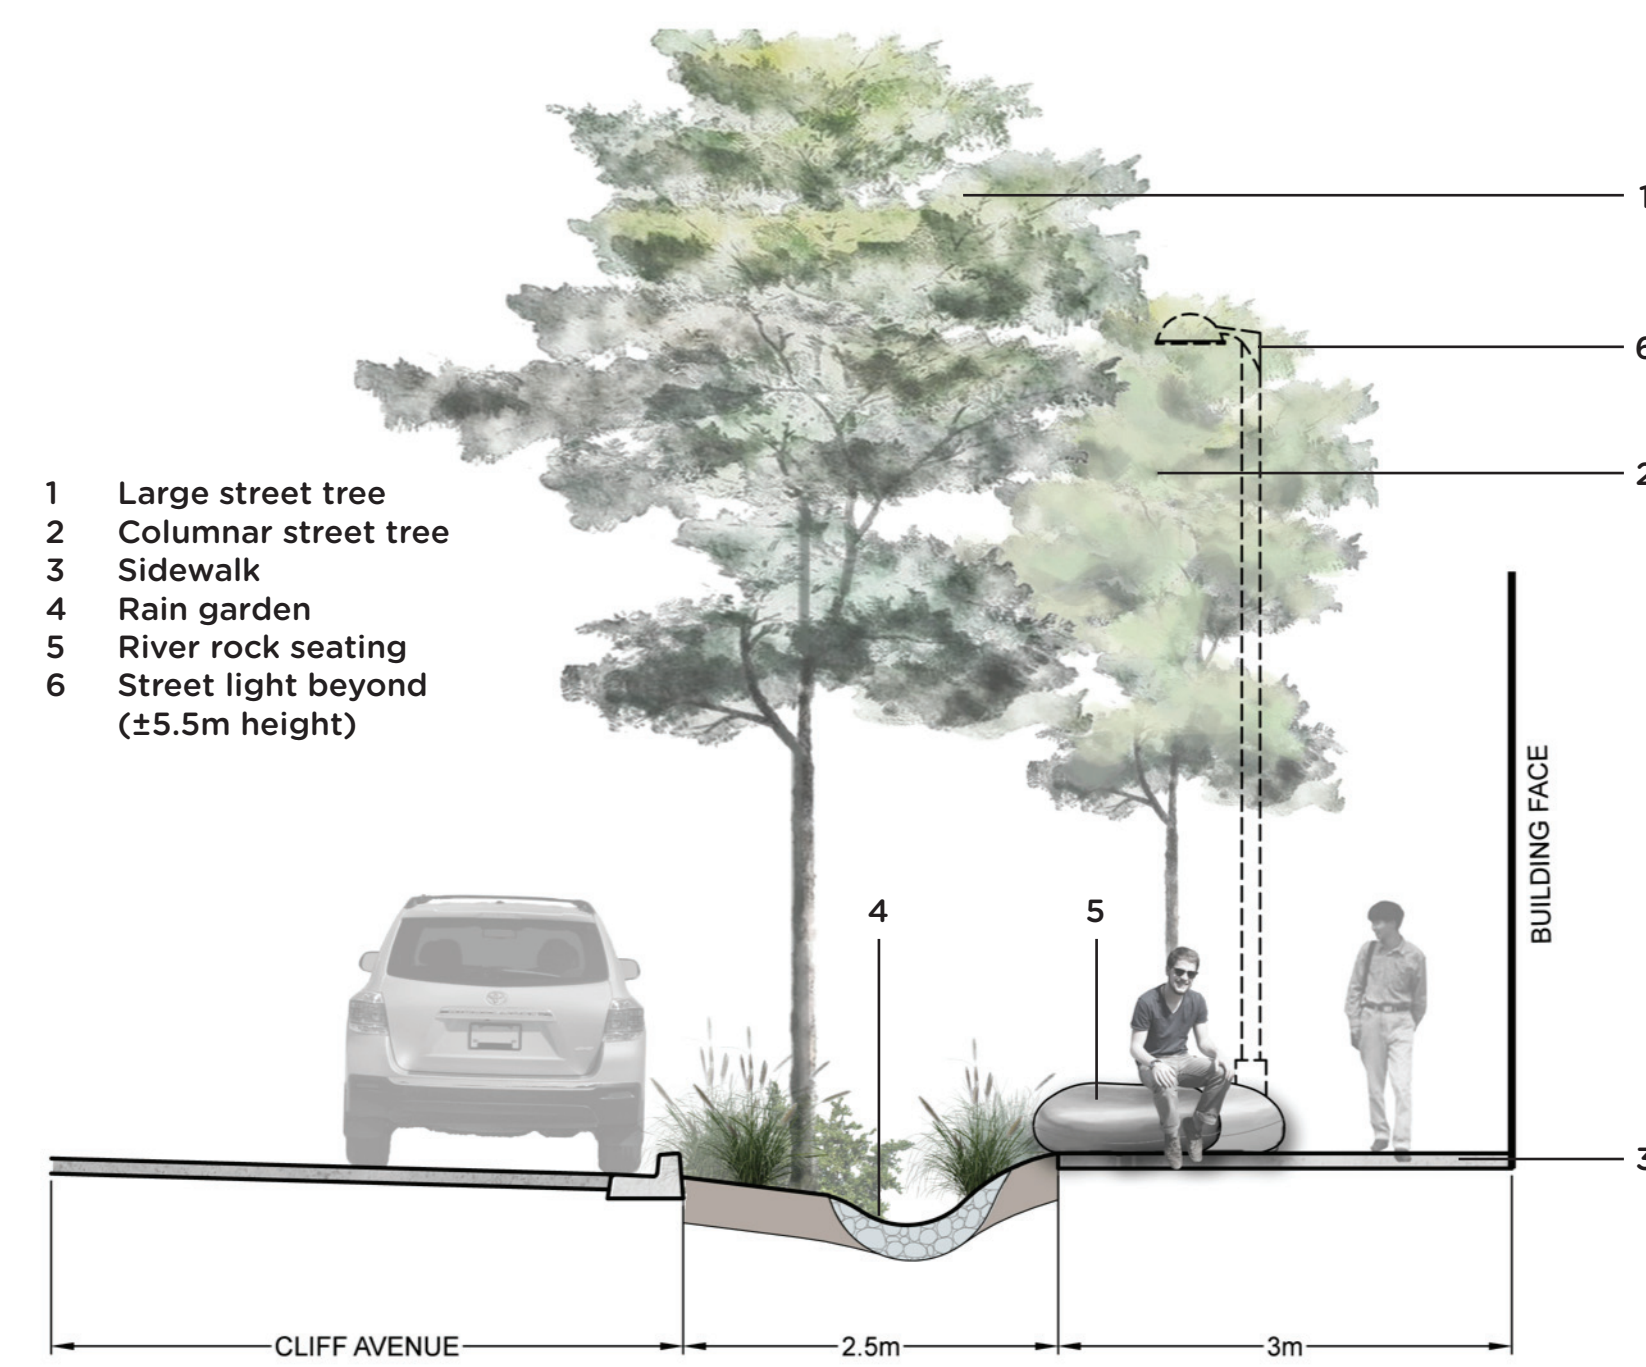 1
6
2
1 Large street tree
2 Columnar street tree
3 Sidewalk
4 Rain garden
5 River rock seating
6 Street light beyond
(±5.5m height)
BUILDING FACE
4
5
3
CLIFF AVENUE
2.5m
3m